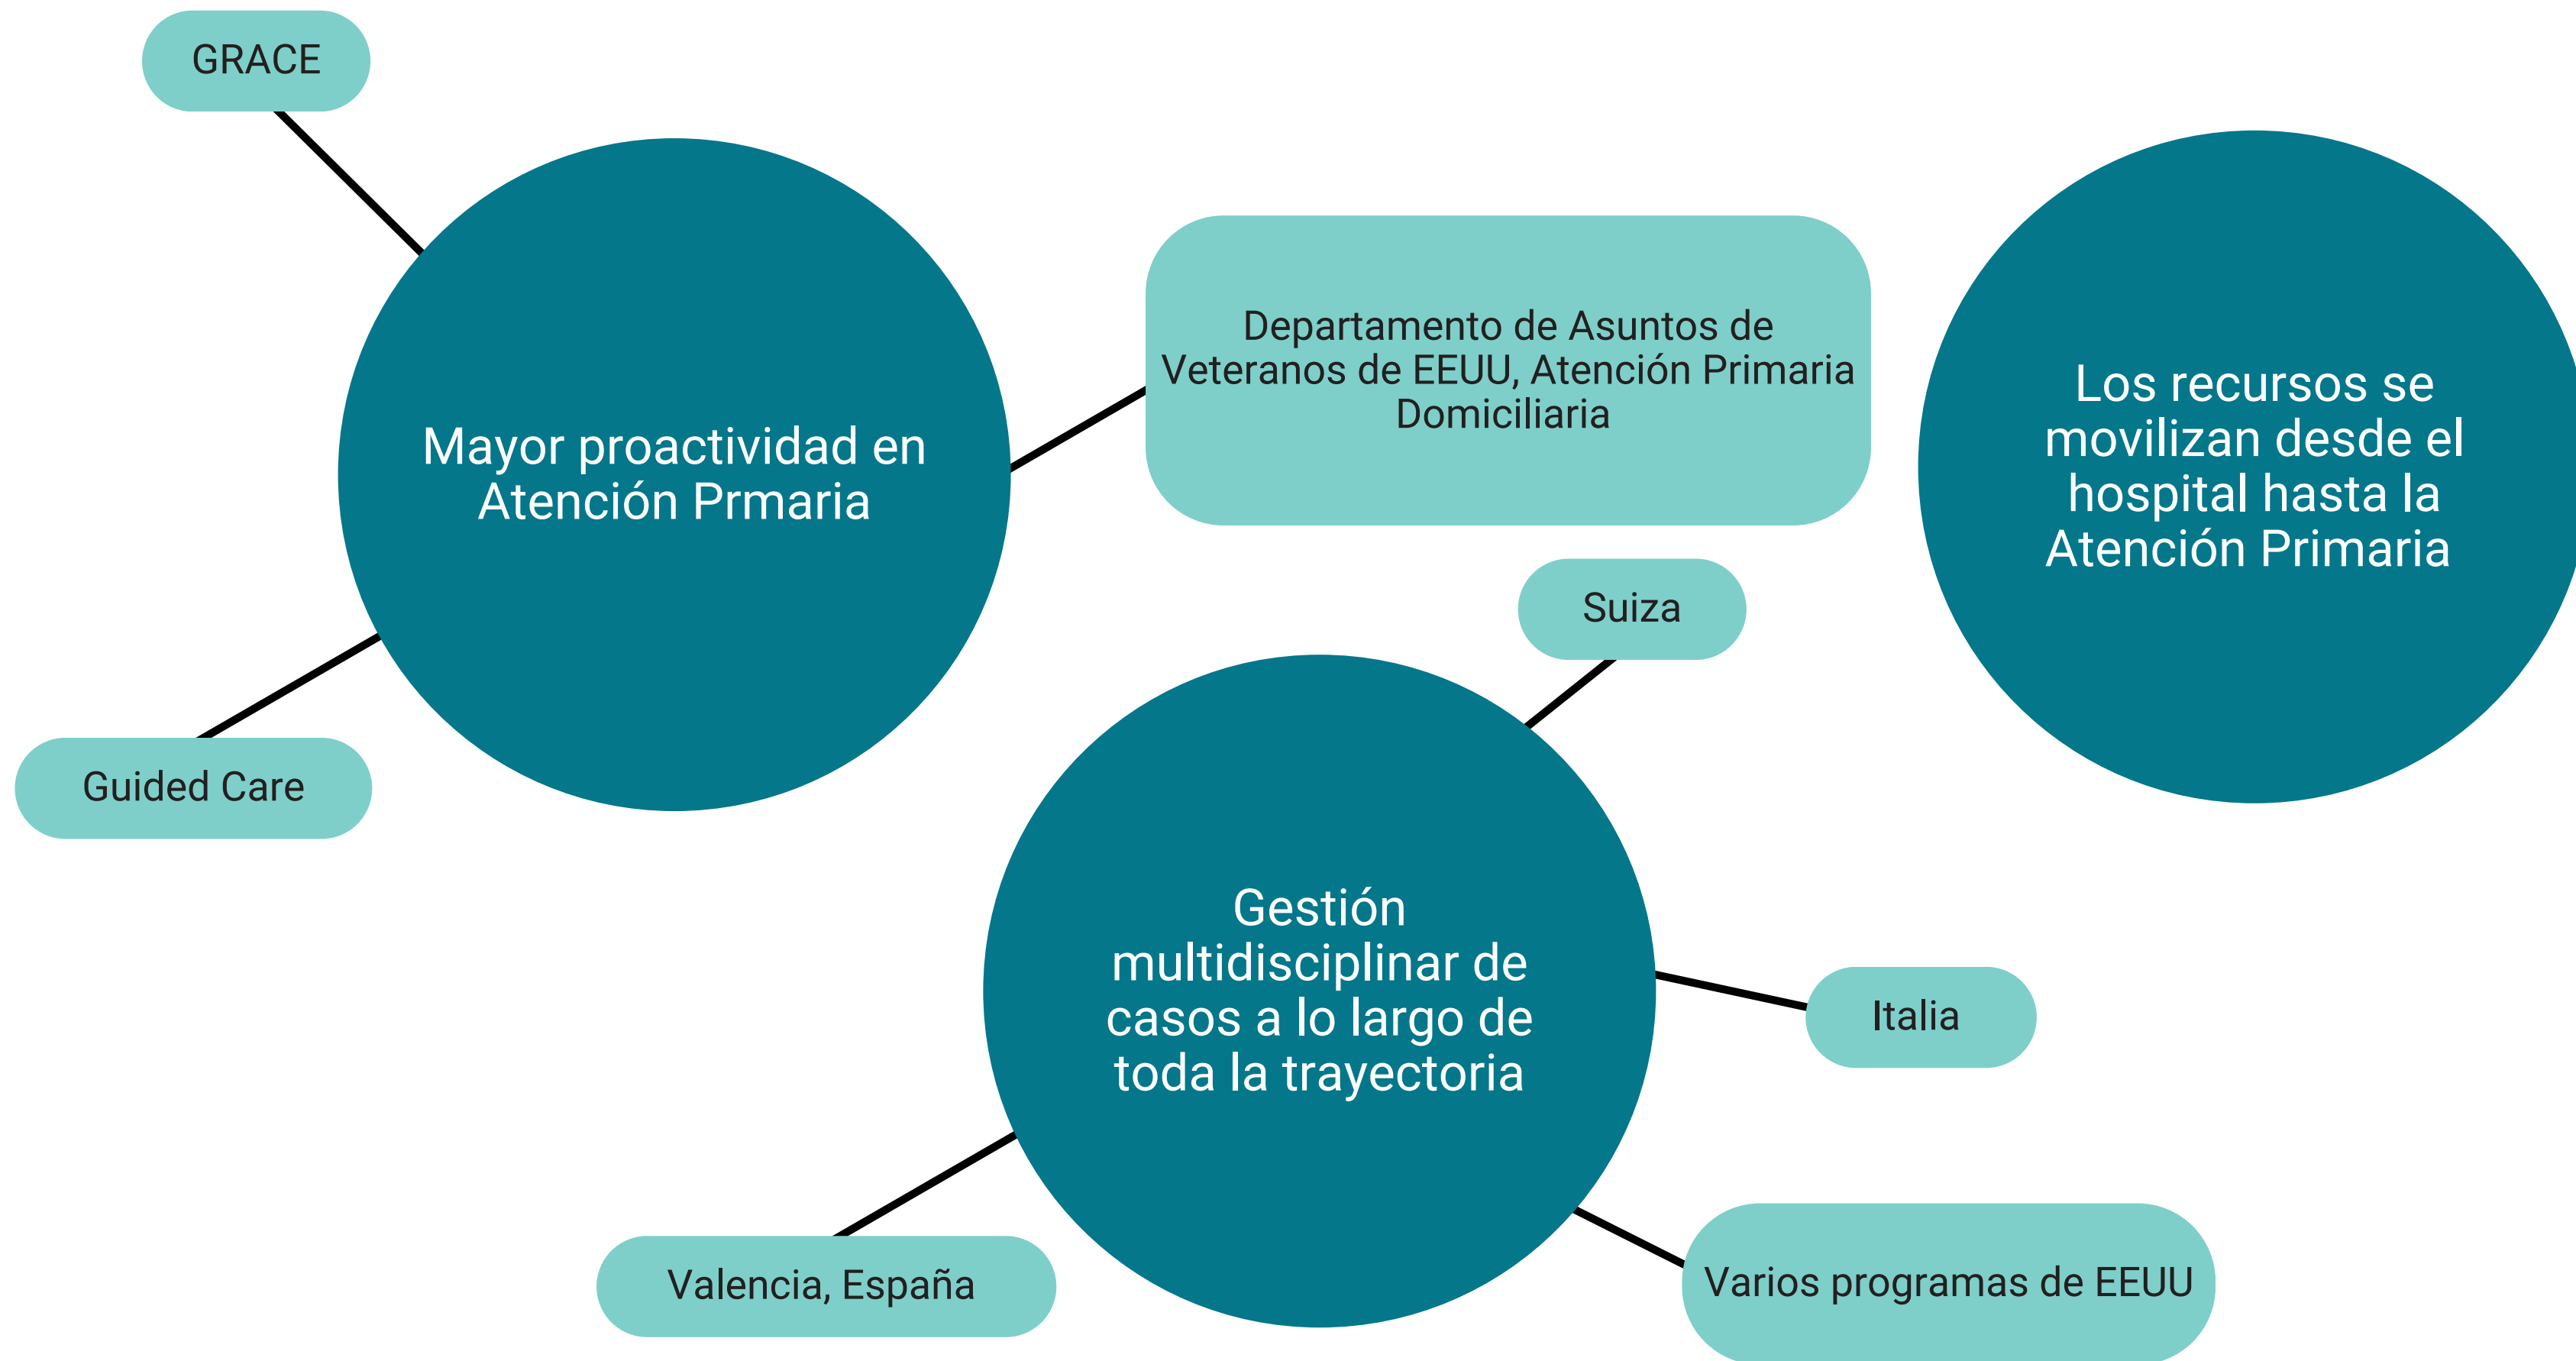 GRACE
Mayor proactividad en
Atención Prmaria
Departamento de Asuntos de
Veteranos de EEUU, Atención Primaria
Domiciliaria
Guided Care
Los recursos se
movilizan desde el
hospital hasta la
Atención Primaria
Suiza
Gestión
multidisciplinar de
casos a lo largo de
toda la trayectoria
Italia
Valencia, España
Varios programas de EEUU